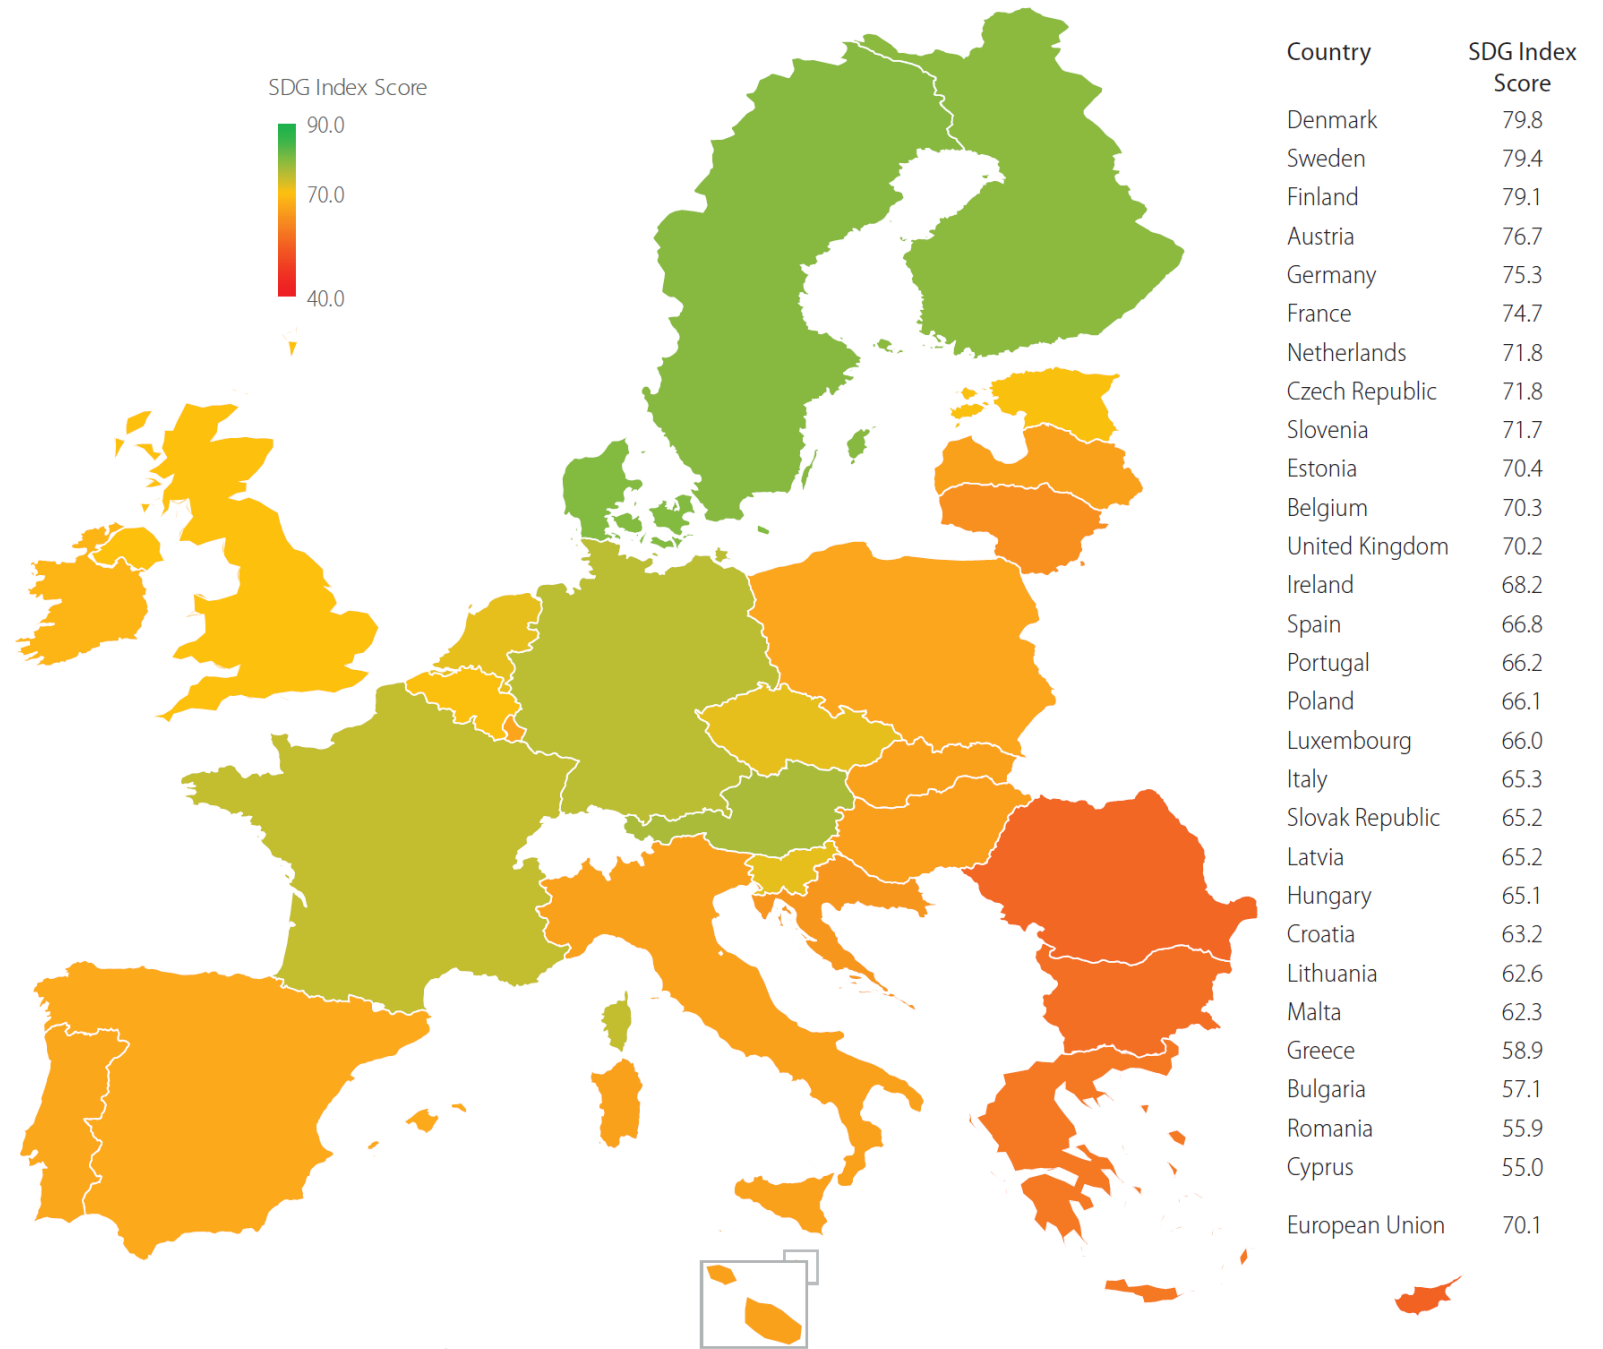 SDG Index Score
90.0
70.0
40.0
Country SDG Index
Score
Denmark 79.8
Sweden 79.4
Finland 79.1
Austria 76.7
Germany 75.3
France 74.7
Netherlands 71.8
Czech Republic 71.8
Slovenia 71.7
Estonia 70.4
Belgium 70.3
United Kingdom 70.2
Ireland 68.2
Spain 66.8
Portugal 66.2
Poland 66.1
Luxembourg 66.0
Italy 65.3
Slovak Republic 65.2
Latvia 65.2
Hungary 65.1
Croatia 63.2
Lithuania 62.6
Malta 62.3
Greece 58.9
Bulgaria 57.1
Romania 55.9
Cyprus 55.0
European Union 70.1